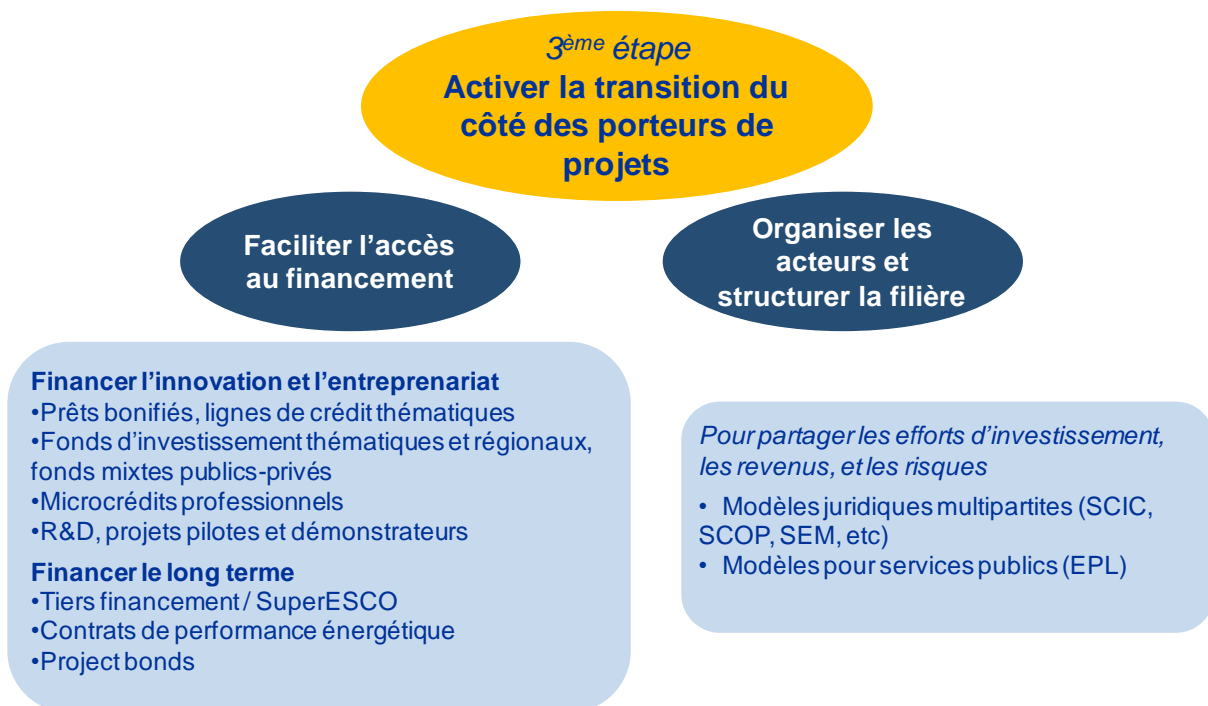 3ème étape
Activer la transition du
côté des porteurs de
projets
Faciliter l’accès
au financement
Organiser les
acteurs et
structurer la filière
Financer l’innovation et l’entreprenariat
•Prêts bonifiés, lignes de crédit thématiques
•Fonds d’investissement thématiques et régionaux,
fonds mixtes publics-privés
•Microcrédits professionnels
•R&D, projets pilotes et démonstrateurs
Financer le long terme
•Tiers financement / SuperESCO
•Contrats de performance énergétique
•Project bonds
Pour partager les efforts d’investissement,
les revenus, et les risques
• Modèles juridiques multipartites (SCIC,
SCOP, SEM, etc)
• Modèles pour services publics (EPL)